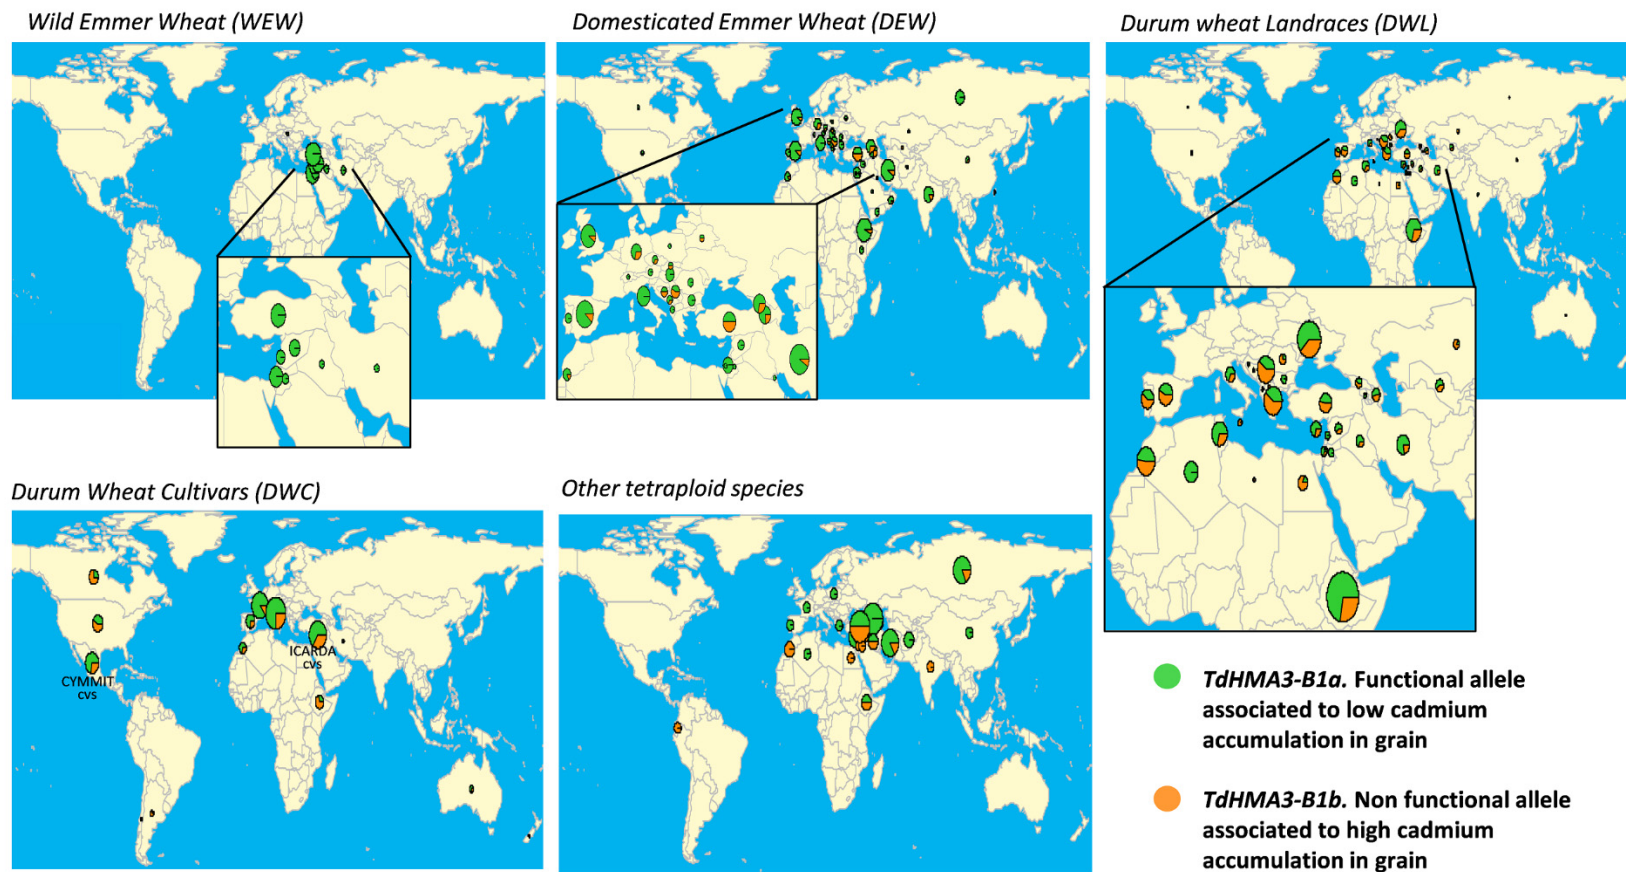 Wild Emmer Wheat (WEW)
Domesticated Emmer Wheat (DEW)
Durum wheat Landraces (DWL)
Durum Wheat Cultivars (DWC)
Other tetraploid species
ICARDA
cvs
CYMMIT
cvs
TdHMA3-B1a. Functional allele
associated to low cadmium
accumulation in grain
TdHMA3-B1b. Non functional allele
associated to high cadmium
accumulation in grain